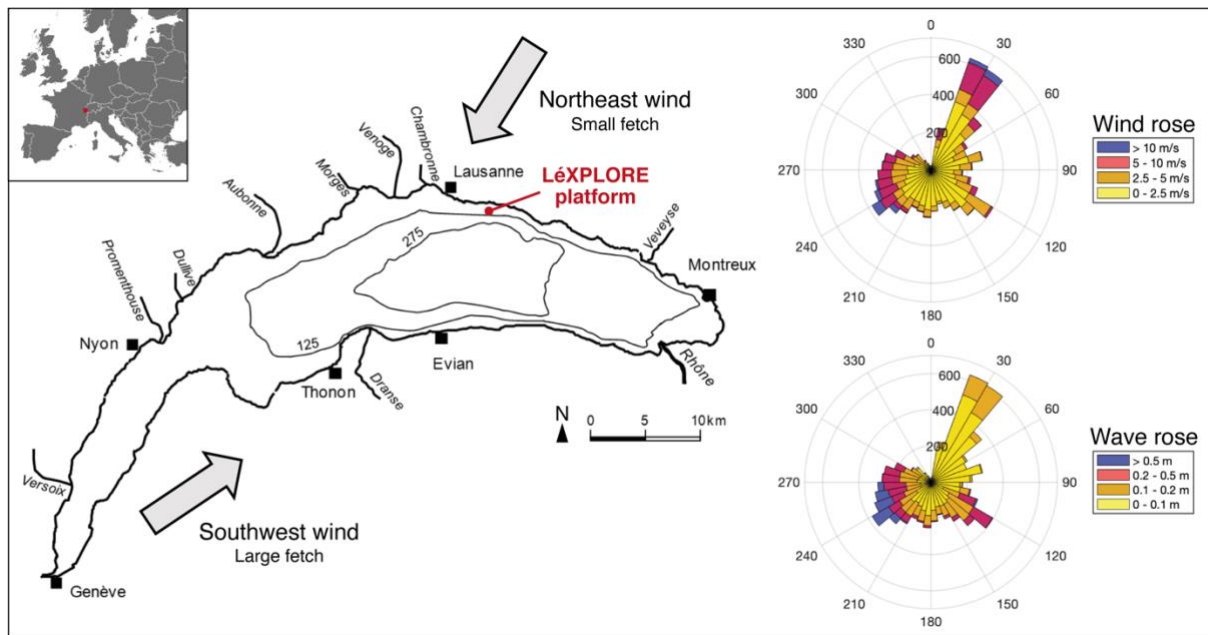 Northeast wind
Small fetch
Chambronne
Venoge
Lausanne
LéXPLORE
platform
Morges
Aubonne
Promenthouse
Dullive
275
Veveyse
Montreux
Nyon
125
Evian
Rhône
Thonon
Dranse
N
0 5 10 km
Versoix
Southwest wind
Large fetch
Genève
0
330 30
600
300 400 60
200
270 90
240 120
210 150
180
Wind rose
> 10 m/s
5 - 10 m/s
2.5 - 5 m/s
0 - 2.5 m/s
0
330 30
600
300 400 60
200
270 90
240 120
210 150
180
Wave rose
> 0.5 m
0.2 - 0.5 m
0.1 - 0.2 m
0 - 0.1 m